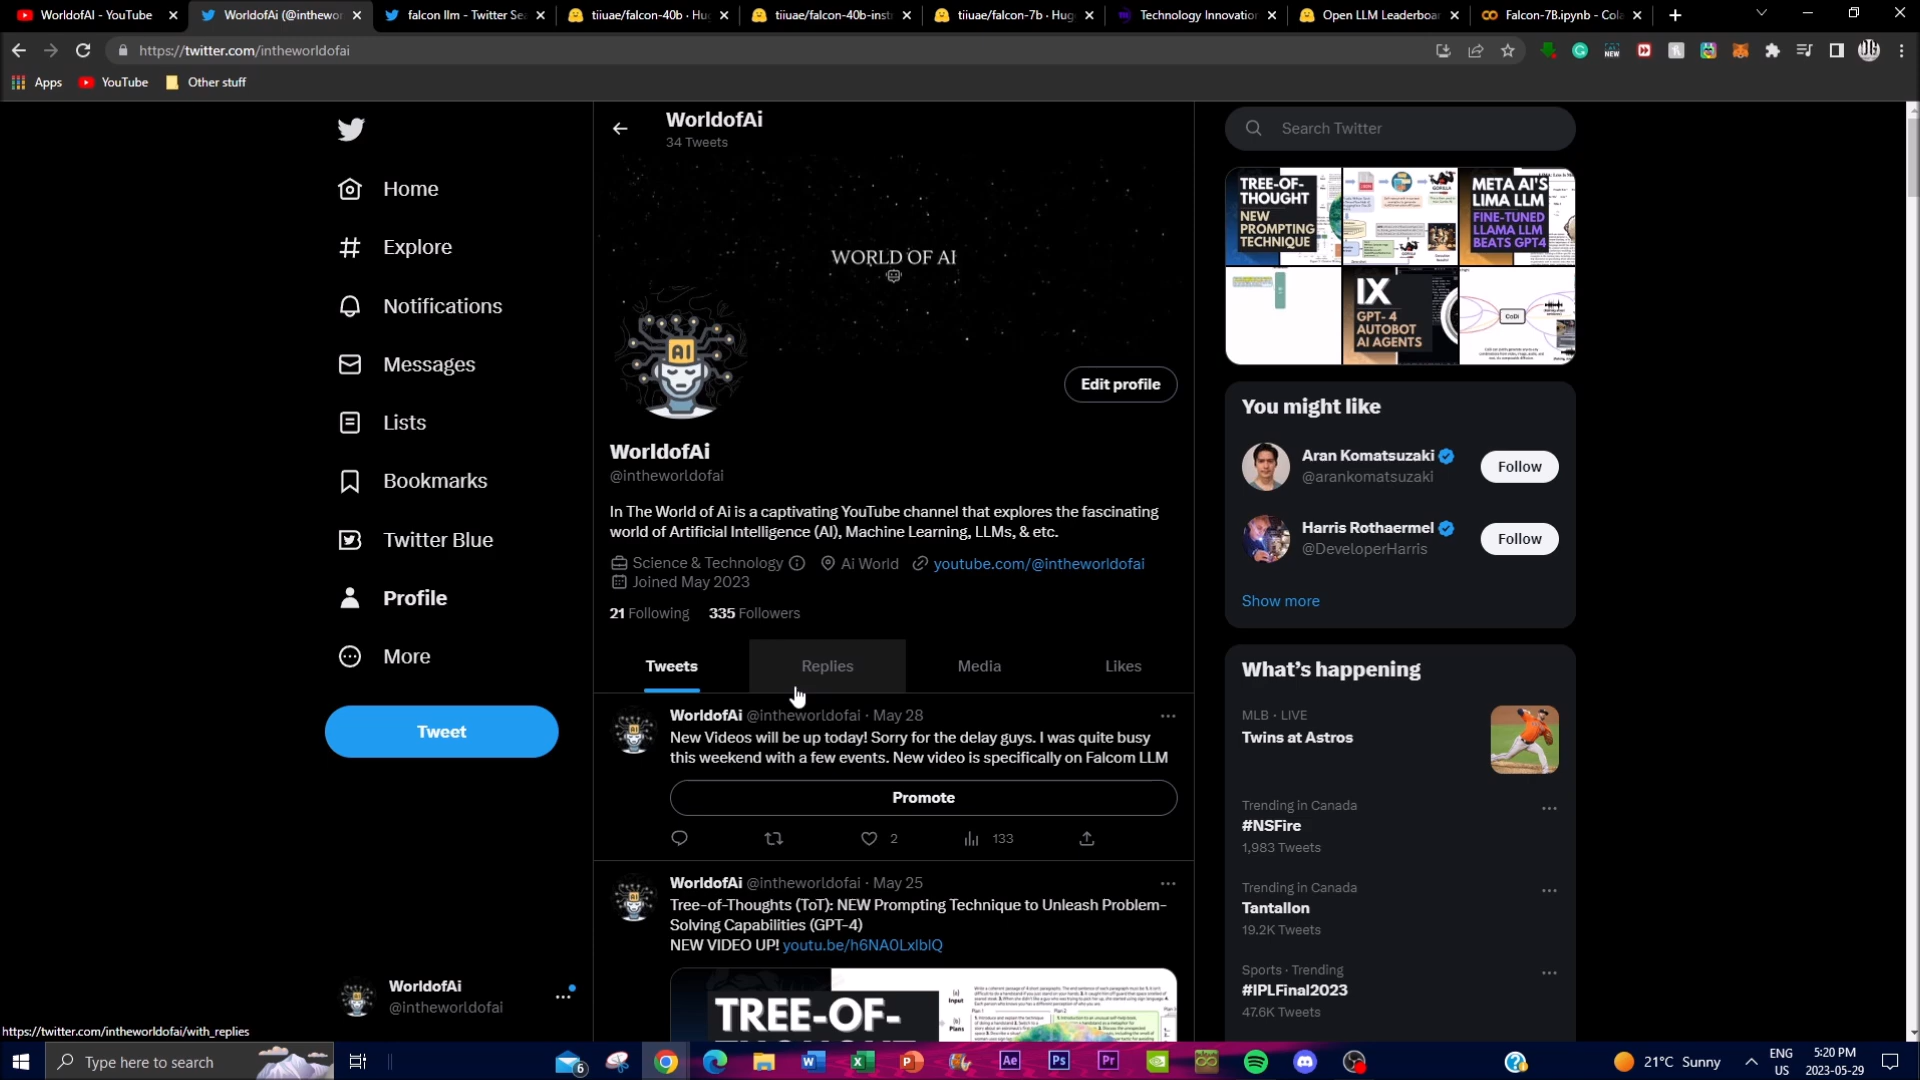 WorldofAI - YouTube
WorldofAi (@inthewor
falcon llm - Twitter Se
tiiuae/falcon-40b · Hu
tiiuae/falcon-40b-inst
tiiuae/falcon-7b · Hug
Technology Innovatio
Open LLM Leaderboa
Falcon-7B.ipynb - Cola
https://twitter.com/intheworldofai
Apps
YouTube
Other stuff
Home
Explore
Notifications
Messages
Lists
Bookmarks
Twitter Blue
Profile
More
Tweet
WorldofAi
@intheworldofai
WorldofAi
34 Tweets
WORLD OF AI
AI
Edit profile
WorldofAi
@intheworldofai
In The World of Ai is a captivating YouTube channel that explores the fascinating
world of Artificial Intelligence (AI), Machine Learning, LLMs, & etc.
Science & Technology Ai World youtube.com/@intheworldofai
Joined May 2023
21 Following 335 Followers
Tweets Replies Media Likes
WorldofAi @intheworldofai · May 28
New Videos will be up today! Sorry for the delay guys. I was quite busy
this weekend with a few events. New video is specifically on Falcom LLM
Promote
2 133
WorldofAi @intheworldofai · May 25
Tree-of-Thoughts (ToT): NEW Prompting Technique to Unleash Problem-
Solving Capabilities (GPT-4)
NEW VIDEO UP! youtu.be/h6NA0LxlblQ
TREE-OF-
Search Twitter
TREE-OF-
THOUGHT
NEW
PROMPTING
TECHNIQUE
META AI'S
LIMA LLM
FINE-TUNED
LLAMA LLM
BEATS GPT4
IX
GPT- 4
AUTOBOT
AI AGENTS
CoDi
You might like
Aran Komatsuzaki
@arankomatsuzaki
Follow
Harris Rothaermel
@DeveloperHarris
Follow
Show more
What's happening
MLB · LIVE
Twins at Astros
Trending in Canada
#NSFire
1,983 Tweets
Trending in Canada
Tantallon
19.2K Tweets
Sports · Trending
#IPLFinal2023
47.6K Tweets
https://twitter.com/intheworldofai/with_replies
Type here to search
6
Ae
Ps
Pr
21°C Sunny
ENG
US
5:20 PM
2023-05-29